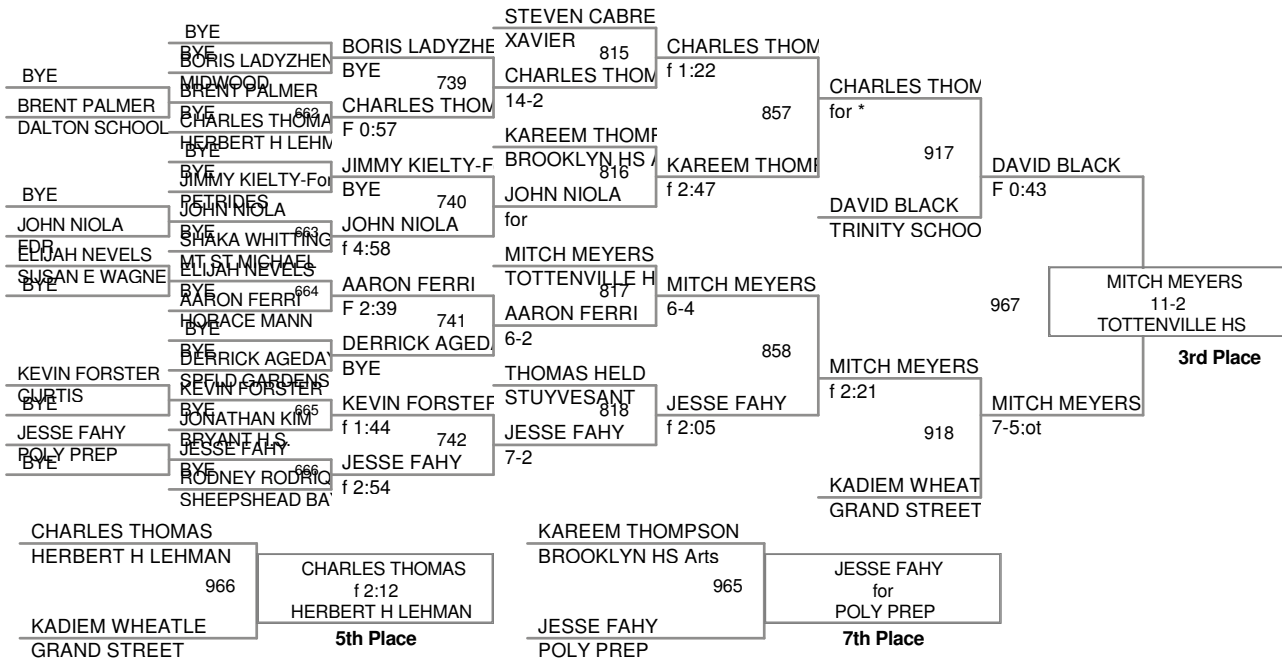 BYE
BRENT PALMER
DALTON SCHOOL
BYE
JOHN NIOLA
EDR
ELIJAH NEVELS
SUSAN E WAGNE
BYE
KEVIN FORSTER
CURTIS
BYE
JESSE FAHY
POLY PREP
BYE
BYE
BYE
BORIS LADYZHEN
MIDWOOD
BRENT PALMER
BYE
662
CHARLES THOMA
HERBERT H LEHM
BYE
BYE
JIMMY KIELTY-For
PETRIDES
JOHN NIOLA
BYE
663
SHAKA WHITTING
MT ST MICHAEL
ELIJAH NEVELS
BYE
664
AARON FERRI
HORACE MANN
BYE
BYE
DERRICK AGEDAY
SPFLD GARDENS
KEVIN FORSTER
BYE
665
JONATHAN KIM
BRYANT H.S.
JESSE FAHY
BYE
666
RODNEY RODRIQ
SHEEPSHEAD BAY
BORIS LADYZHE
BYE
739
CHARLES THOM
F 0:57
JIMMY KIELTY-F
BYE
740
JOHN NIOLA
f 4:58
AARON FERRI
F 2:39
741
DERRICK AGEDA
BYE
KEVIN FORSTER
f 1:44
742
JESSE FAHY
f 2:54
STEVEN CABRE
XAVIER
815
CHARLES THOM
14-2
KAREEM THOMP
BROOKLYN HS A
816
JOHN NIOLA
for
MITCH MEYERS
TOTTENVILLE H
817
AARON FERRI
6-2
THOMAS HELD
STUYVESANT
818
JESSE FAHY
7-2
CHARLES THOM
f 1:22
857
KAREEM THOMP
f 2:47
MITCH MEYERS
6-4
858
JESSE FAHY
f 2:05
CHARLES THOM
for *
917
DAVID BLACK
TRINITY SCHOO
MITCH MEYERS
f 2:21
918
KADIEM WHEAT
GRAND STREET
DAVID BLACK
F 0:43
967
MITCH MEYERS
7-5:ot
MITCH MEYERS
11-2
TOTTENVILLE HS
3rd Place
CHARLES THOMAS
HERBERT H LEHMAN
966
KADIEM WHEATLE
GRAND STREET
CHARLES THOMAS
f 2:12
HERBERT H LEHMAN
5th Place
KAREEM THOMPSON
BROOKLYN HS Arts
965
JESSE FAHY
POLY PREP
JESSE FAHY
for
POLY PREP
7th Place